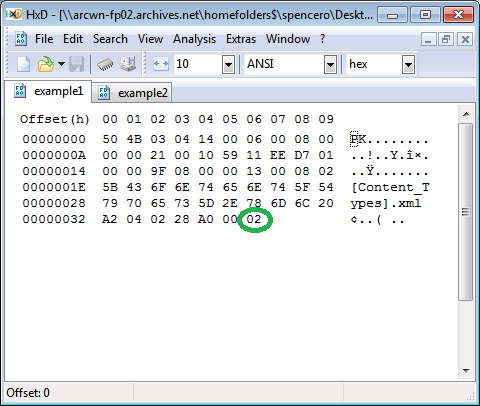 HxD - [\\arcwn-fp02.archives.net\homefolders$\spencero\Deskt...
File Edit Search View Analysis Extras Window ?
10 ANSI hex
example1 example2
Offset(h) 00 01 02 03 04 05 06 07 08 09
00000000 50 4B 03 04 14 00 06 00 08 00 PK........
0000000A 00 00 21 00 10 59 11 EE D7 01 ..!..Y.î×.
00000014 00 00 9F 08 00 00 13 00 08 02 ..Ÿ.......
0000001E 5B 43 6F 6E 74 65 6E 74 5F 54 [Content_T
00000028 79 70 65 73 5D 2E 78 6D 6C 20 ypes].xml
00000032 A2 04 02 28 A0 00 02 ¢..( ..
Offset: 0